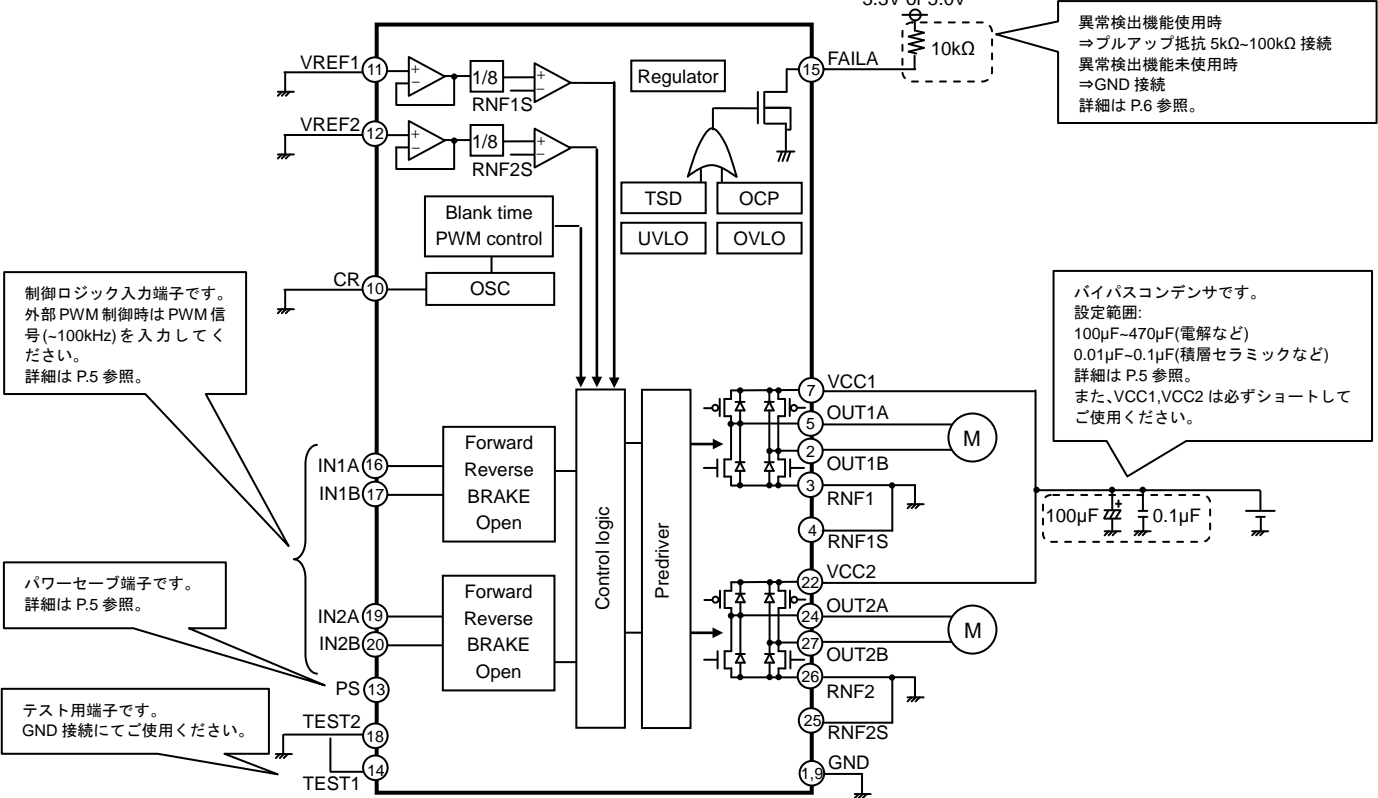 3.3V or 5.0V
10kΩ
異常検出機能使用時
⇒プルアップ抵抗 5kΩ~100kΩ 接続
異常検出機能未使用時
⇒GND 接続
詳細は P.6 参照。
VREF1
11
+
−
1/8
RNF1S
+
−
Regulator
15
FAILA
VREF2
12
+
−
1/8
RNF2S
+
−
TSD
OCP
UVLO
OVLO
Blank time
PWM control
CR
10
OSC
制御ロジック入力端子です。
外部 PWM 制御時は PWM 信
号(~100kHz)を入力してく
ださい。
詳細は P.5 参照。
バイパスコンデンサです。
設定範囲:
100µF~470µF(電解など)
0.01µF~0.1µF(積層セラミックなど)
詳細は P.5 参照。
また、VCC1,VCC2 は必ずショートして
ご使用ください。
7
VCC1
5
OUT1A
M
2
OUT1B
3
RNF1
4
RNF1S
IN1A
16
IN1B
17
Forward
Reverse
BRAKE
Open
Control logic
Predriver
100µF
+
0.1µF
パワーセーブ端子です。
詳細は P.5 参照。
IN2A
19
IN2B
20
Forward
Reverse
BRAKE
Open
22
VCC2
24
OUT2A
M
27
OUT2B
26
RNF2
25
RNF2S
PS
13
テスト用端子です。
GND 接続にてご使用ください。
TEST2
18
14
TEST1
1,9
GND